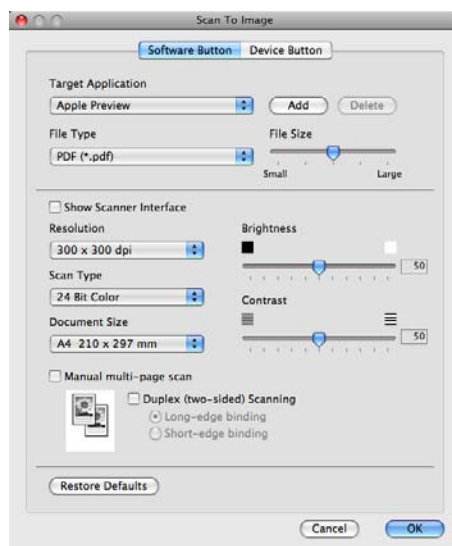 Scan To Image
Software Button Device Button
Target Application
Apple Preview Add Delete
File Type File Size
PDF (*.pdf)
Small Large
Show Scanner Interface
Resolution Brightness
300 x 300 dpi
50
Scan Type
24 Bit Color Contrast
Document Size
A4 210 x 297 mm 50
Manual multi-page scan
Duplex (two-sided) Scanning
Long-edge binding
Short-edge binding
Restore Defaults
Cancel OK